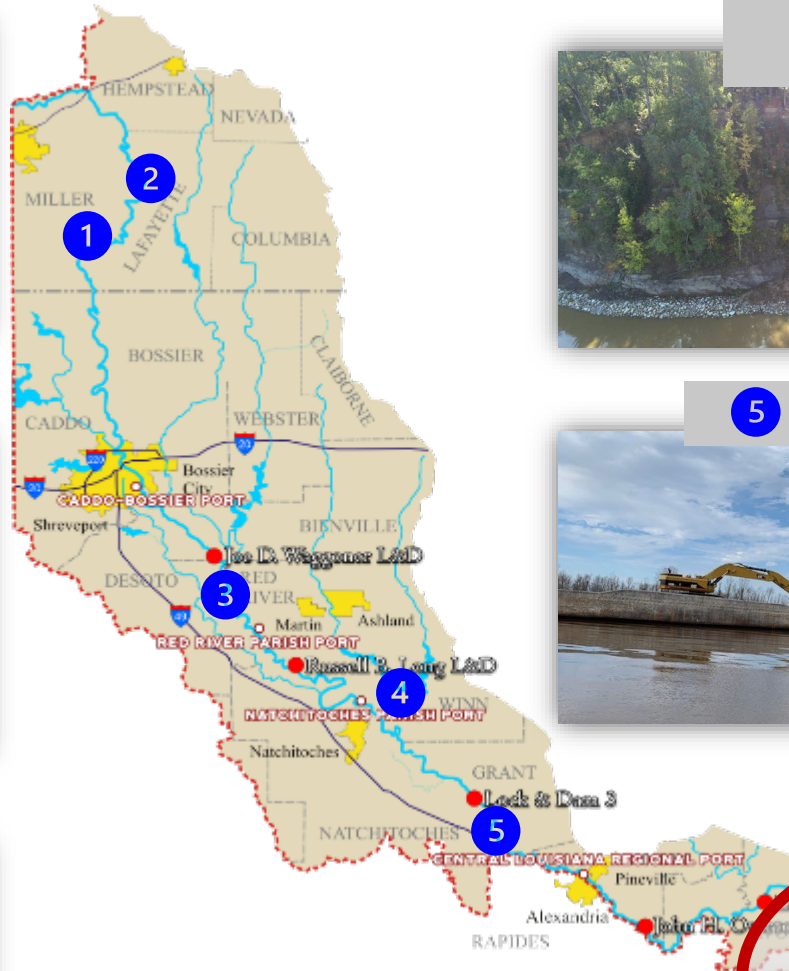 HEMPSTEAD
NEVADA
2
MILLER
LAFAYETTE
1
COLUMBIA
BOSSIER
CLAIBORNE
CADDO
WEBSTER
5
20
220
Bossier
City
20
CADDO-BOSSIER PORT
Shreveport
BIENVILLE
Joe D. Waggoner L&D
DESOTO
RED
RIVER
3
49
Martin
Ashland
RED RIVER PARISH PORT
Russell B. Long L&D
4
WINN
NATCHITOCHES PARISH PORT
Natchitoches
GRANT
Lock & Dam 3
5
NATCHITOCHES
CENTRAL LOUISIANA REGIONAL PORT
Pineville
Alexandria
John H.
RAPIDES